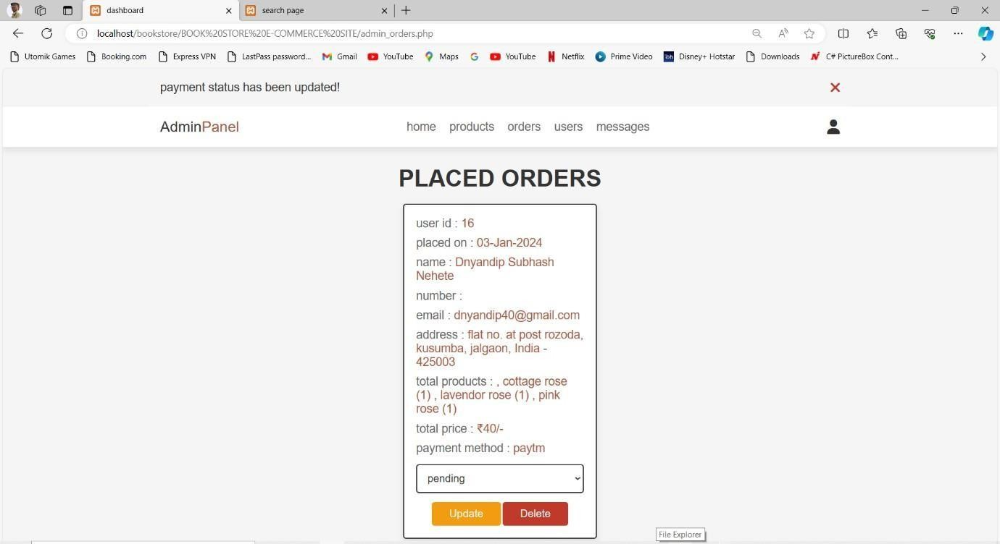 dashboard
search page
localhost/bookstore/BOOK%20STORE%20E-COMMERCE%20SITE/admin_orders.php
Utomik Games Booking.com Express VPN LastPass password... Gmail YouTube Maps YouTube Netflix Prime Video Disney+ Hotstar Downloads C# PictureBox Cont...
payment status has been updated!
AdminPanel
home products orders users messages
PLACED ORDERS
user id : 16
placed on : 03-Jan-2024
name : Dnyandip Subhash
Nehete
number :
email : dnyandip40@gmail.com
address : flat no. at post rozoda,
kusumba, jalgaon, India -
425003
total products : , cottage rose
(1) , lavendor rose (1) , pink
rose (1)
total price : ₹40/-
payment method : paytm
pending
Update Delete
File Explorer